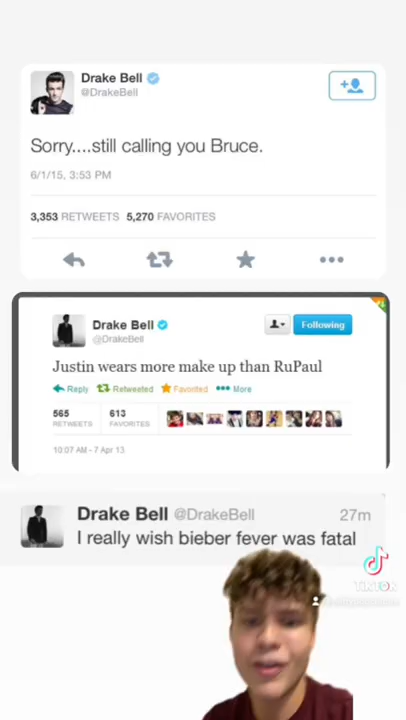 Drake Bell
@DrakeBell
Sorry....still calling you Bruce.
6/1/15, 3:53 PM
3,353 RETWEETS 5,270 FAVORITES
Drake Bell
@DrakeBell
Following
Justin wears more make up than RuPaul
Reply Retweeted Favorited More
565 613
RETWEETS FAVORITES
10:07 AM - 7 Apr 13
Drake Bell @DrakeBell 27m
I really wish bieber fever was fatal
TikTok